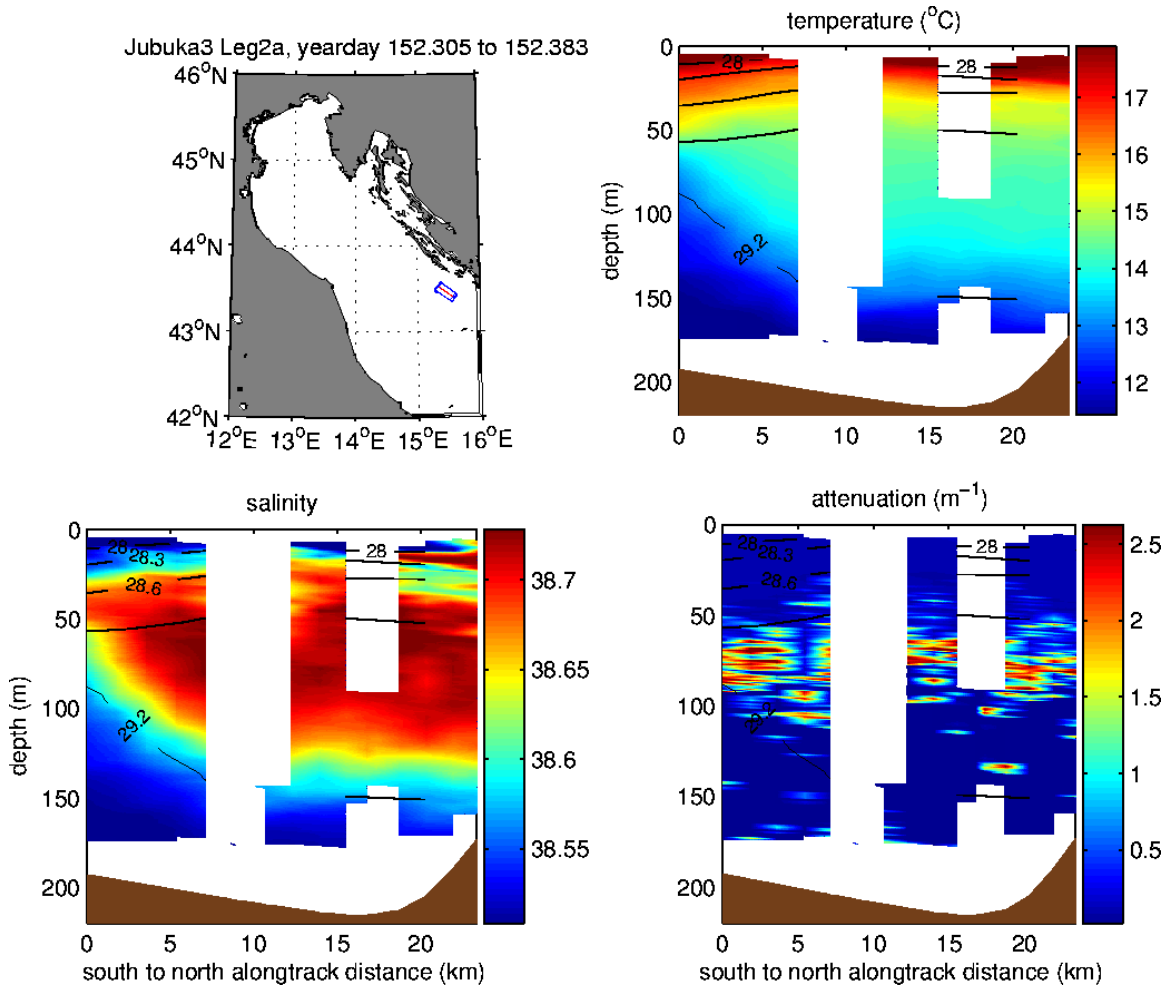 Jubuka3 Leg2a, yearday 152.305 to 152.383
46°N
45°N
44°N
43°N
42°N
12°E 13°E 14°E 15°E 16°E
temperature (°C)
0
50
100
150
200
depth (m)
28
28
29.2
0 5 10 15 20
17
16
15
14
13
12
salinity
0
50
100
150
200
depth (m)
28
28.3
28.6
28
29.2
0 5 10 15 20
south to north alongtrack distance (km)
38.7
38.65
38.6
38.55
attenuation (m⁻¹)
0
50
100
150
200
28
28.3
28.6
28
29.2
0 5 10 15 20
south to north alongtrack distance (km)
2.5
2
1.5
1
0.5